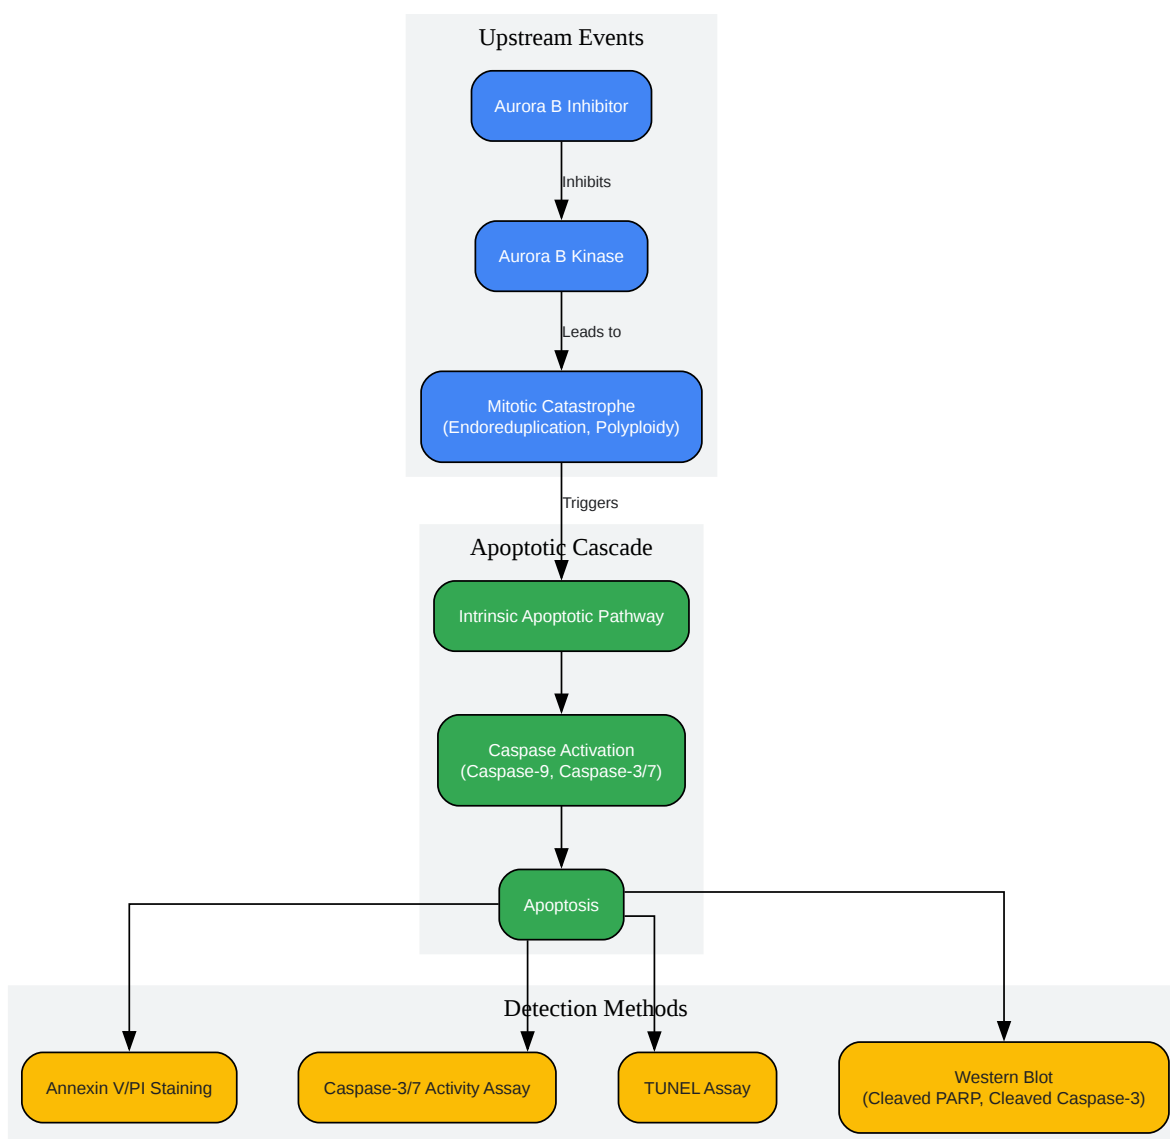 Upstream Events
Aurora B Inhibitor
Inhibits
Aurora B Kinase
Leads to
Mitotic Catastrophe
(Endoreduplication, Polyploidy)
Triggers
Apoptotic Cascade
Intrinsic Apoptotic Pathway
Caspase Activation
(Caspase-9, Caspase-3/7)
Apoptosis
Detection Methods
Annexin V/PI Staining
Caspase-3/7 Activity Assay
TUNEL Assay
Western Blot
(Cleaved PARP, Cleaved Caspase-3)